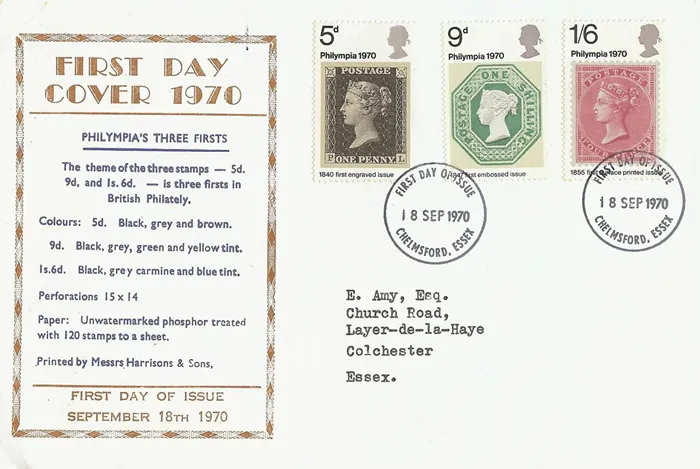 FIRST DAY
COVER 1970
PHILYMPIA'S THREE FIRSTS
The theme of the three stamps — 5d.
9d, and 1s. 6d. — is three firsts in
British Philately.
Colours: 5d. Black, grey and brown.
9d. Black, grey, green and yellow tint.
1s.6d. Black, grey carmine and blue tint.
Perforations 15 x 14
Paper: Unwatermarked phosphor treated
with 120 stamps to a sheet.
Printed by Messrs Harrisons & Sons,
FIRST DAY OF ISSUE
SEPTEMBER 18TH 1970
5d
Philympia 1970
POSTAGE
P ONE PENNY L
1840 first engraved issue
9d
Philympia 1970
POSTAGE ONE SHILLING
first embossed issue
1/6
Philympia 1970
POSTAGE
1855 first surface printed issue
FIRST DAY OF ISSUE
18 SEP 1970
CHELMSFORD, ESSEX
FIRST DAY OF ISSUE
18 SEP 1970
CHELMSFORD, ESSEX.
E. Amy, Esq.
Church Road,
Layer-de-la-Haye
Colchester
Essex.